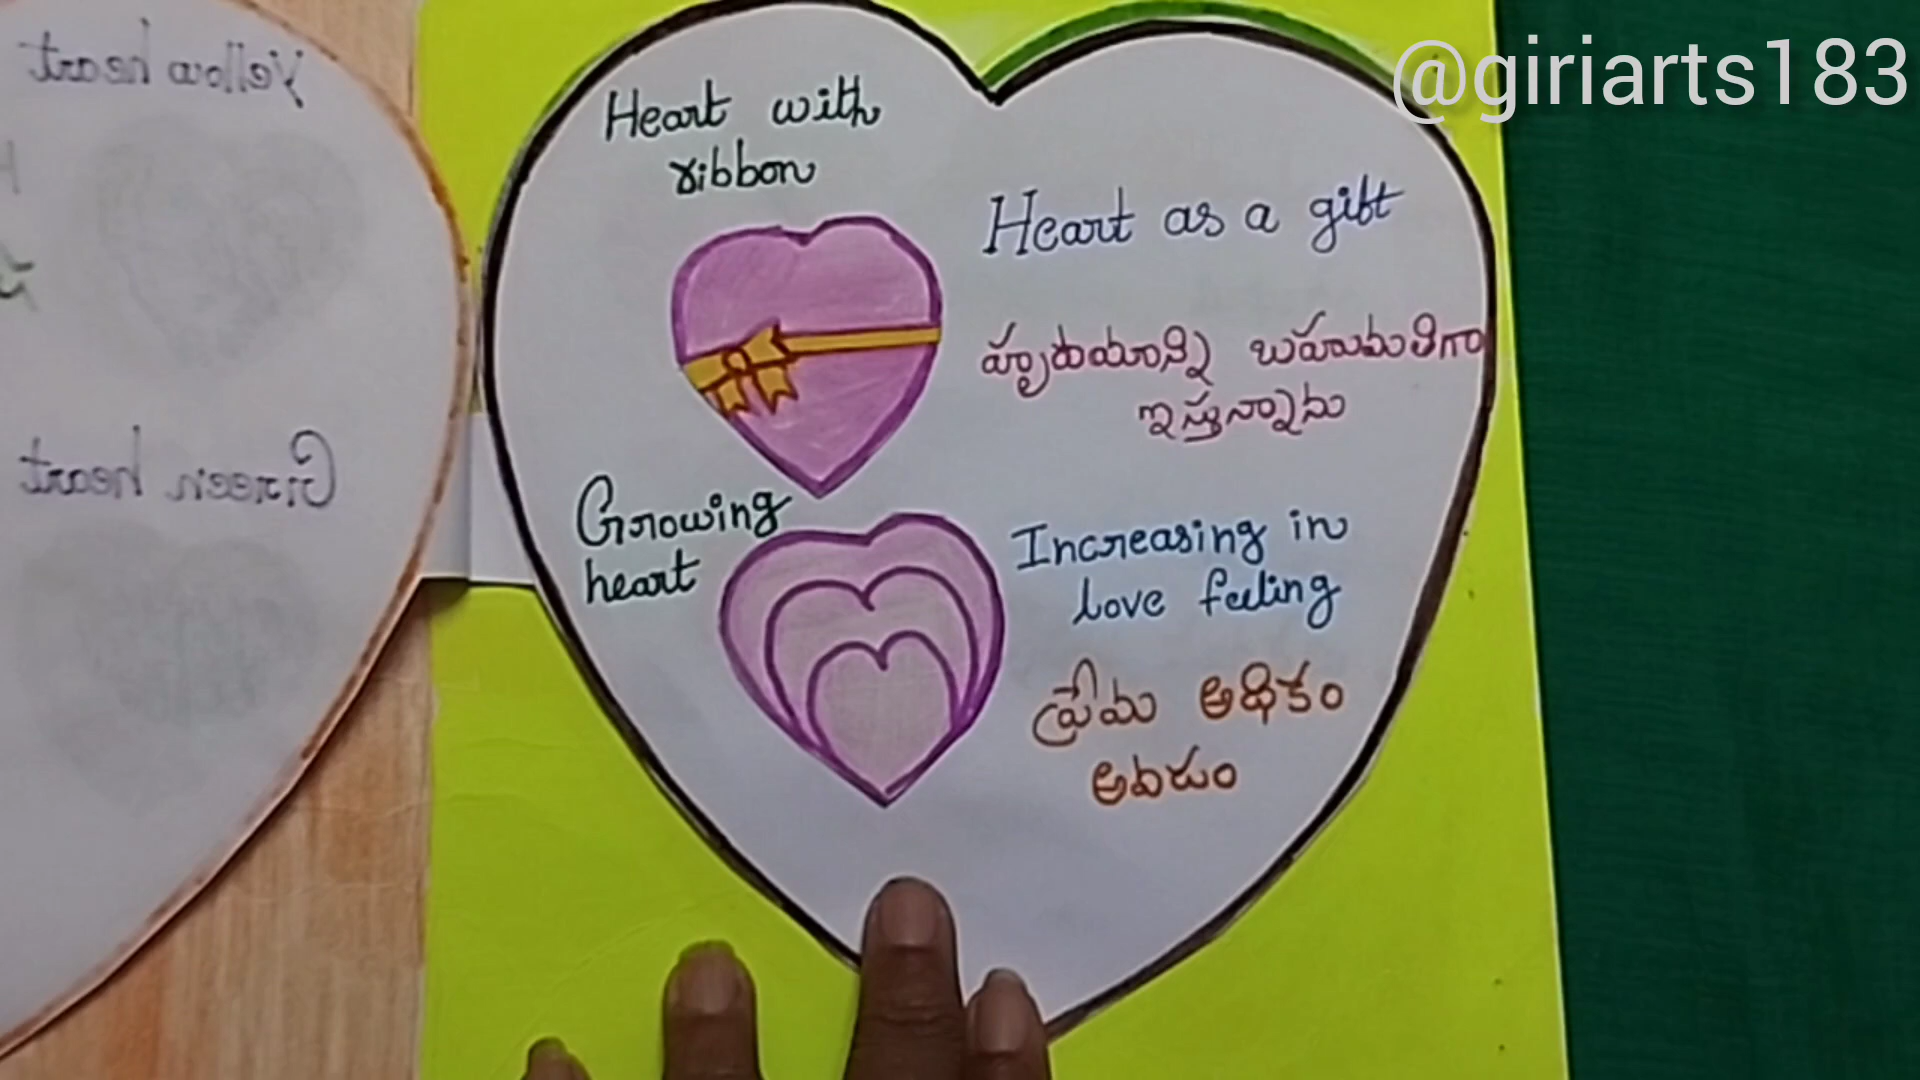 @giriarts183
Yellow heart
Green heart
Heart with
ribbon
Heart as a gift
హృదయాన్ని బహుమతిగా
ఇస్తున్నాను
Growing
heart
Increasing in
love feeling
ప్రేమ అధికం
అవడం